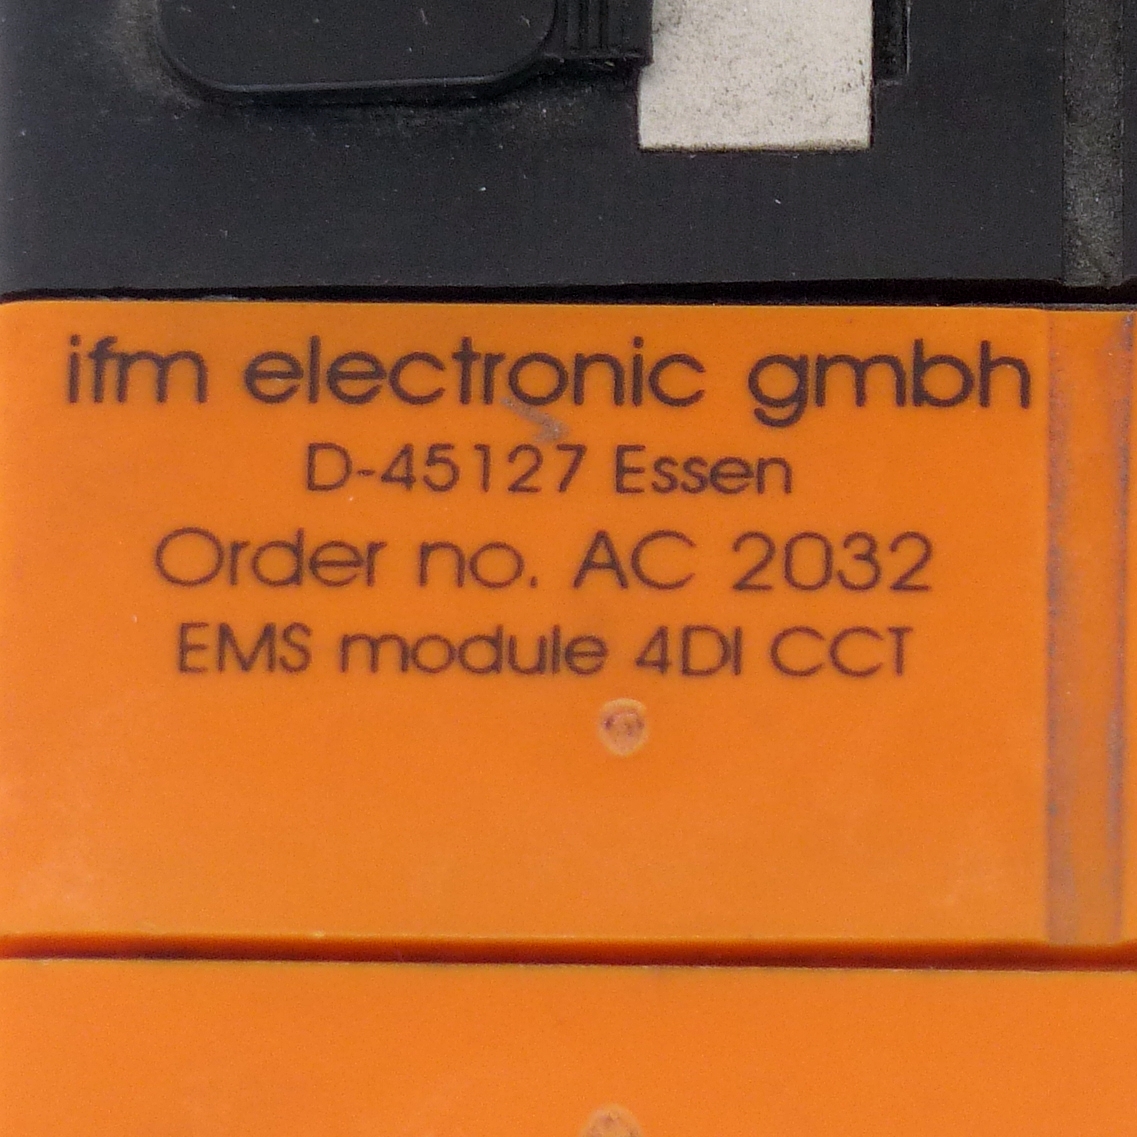 ifm electronic gmbh
D-45127 Essen
Order no. AC 2032
EMS module 4DI CCT